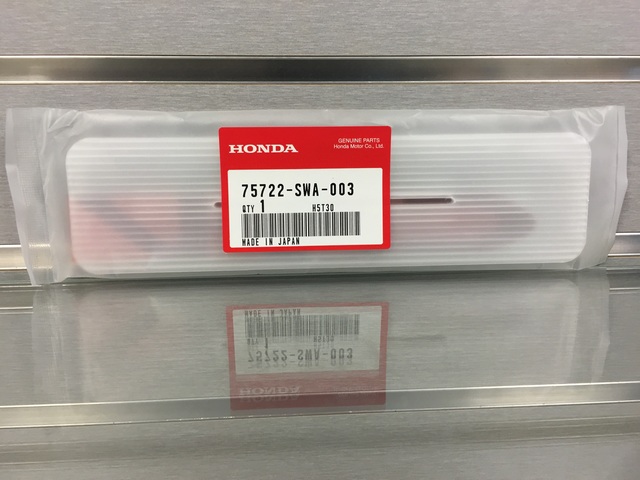 HONDA
GENUINE PARTS
Honda Motor Co., Ltd.
75722-SWA-003
QTY 1 H5T30
MADE IN JAPAN